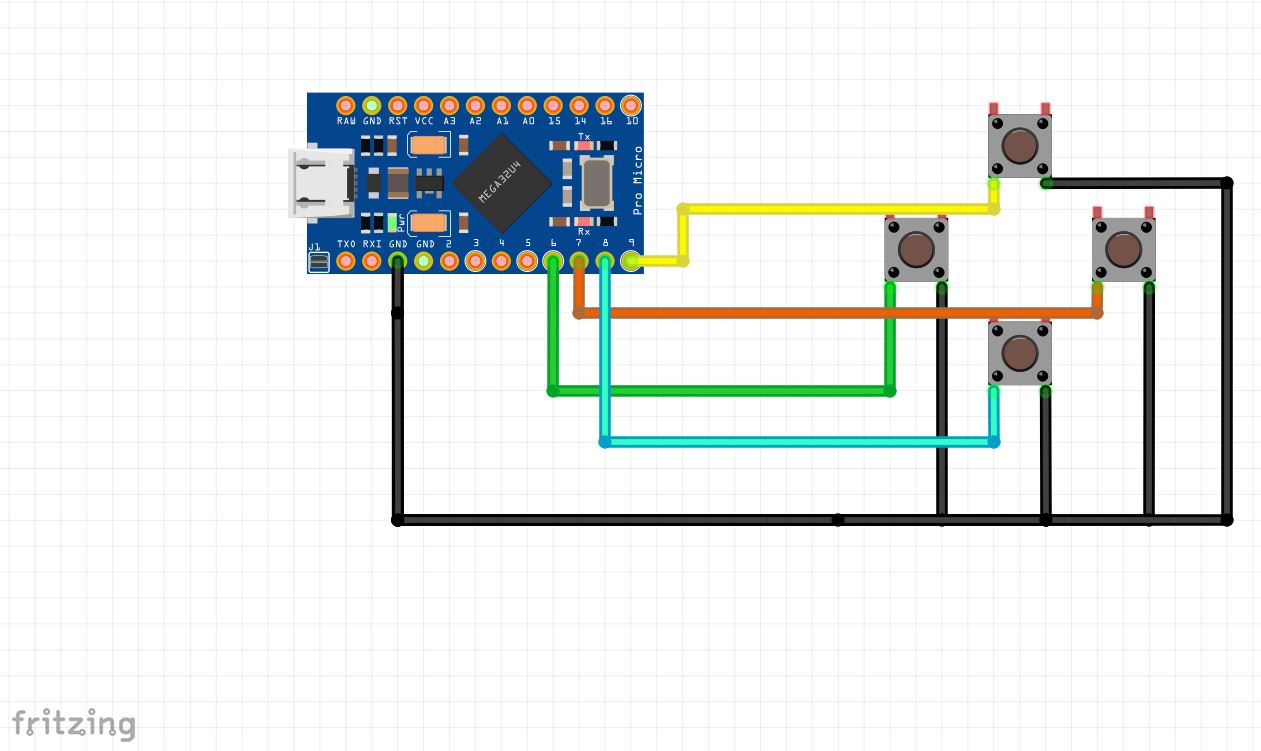 RAW GND RST VCC A3 A2 A1 A0 15 14 16 10
Tx
MEGA32U4
Pro Micro
Pwr
Rx
J1
TXO RXI GND GND 2 3 4 5 6 7 8 9
fritzing